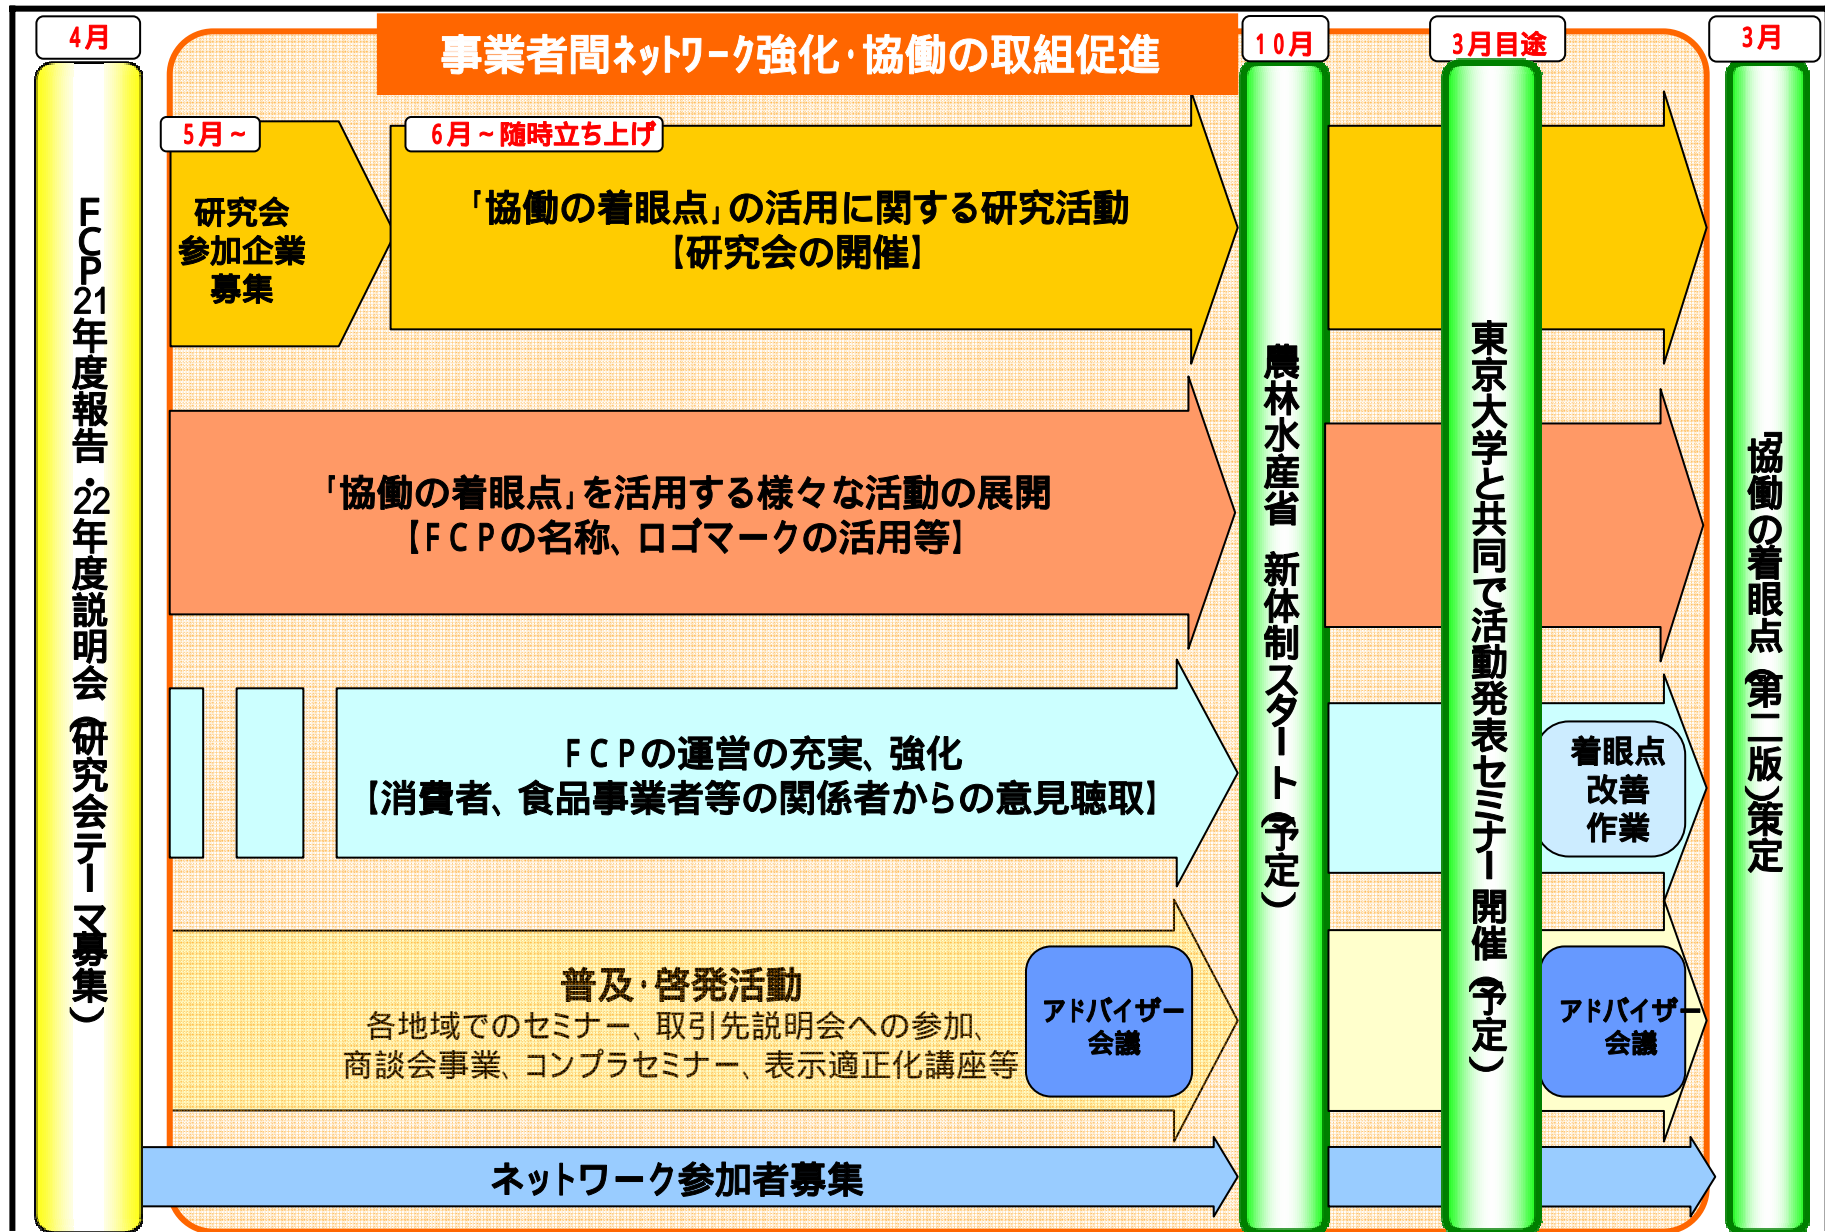 4月
事業者間ネットワーク強化・協働の取組促進
10月
3月目途
3月
5月～
6月～随時立ち上げ
FCP21年度報告・22年度説明会（研究会テーマ募集）
研究会
参加企業
募集
「協働の着眼点」の活用に関する研究活動
【研究会の開催】
「協働の着眼点」を活用する様々な活動の展開
【FCPの名称、ロゴマークの活用等】
FCPの運営の充実、強化
【消費者、食品事業者等の関係者からの意見聴取】
普及・啓発活動
各地域でのセミナー、取引先説明会への参加、
商談会事業、コンプラセミナー、表示適正化講座等
アドバイザー
会議
ネットワーク参加者募集
農林水産省　新体制スタート（予定）
東京大学と共同で活動発表セミナー開催（予定）
着眼点
改善
作業
アドバイザー
会議
「協働の着眼点」（第二版）策定